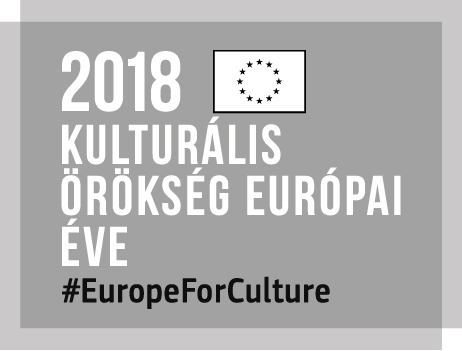 2018
KULTURÁLIS
ÖRÖKSÉG EURÓPAI
ÉVE
#EuropeForCulture